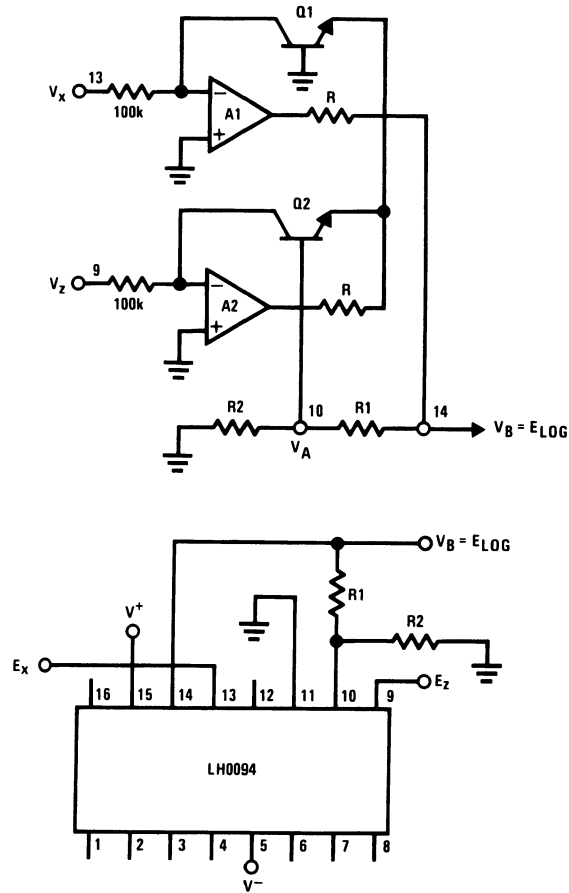 Q1
Vx 13
100k
A1
R
Q2
Vz 9
100k
A2
R
R2
10
VA
R1
14
VB = ELOG
VB = ELOG
R1
R2
V+
Ex
Ez
16 15 14 13 12 11 10 9
LH0094
1 2 3 4 5 6 7 8
V−